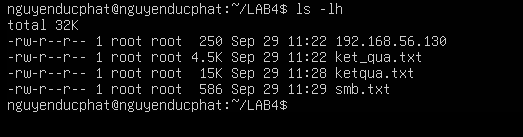 nguyenducphat@nguyenducphat:~/LAB4$ ls -lh
total 32K
-rw-r--r-- 1 root root  250 Sep 29 11:22 192.168.56.130
-rw-r--r-- 1 root root 4.5K Sep 29 11:22 ket_qua.txt
-rw-r--r-- 1 root root  15K Sep 29 11:28 ketqua.txt
-rw-r--r-- 1 root root  586 Sep 29 11:29 smb.txt
nguyenducphat@nguyenducphat:~/LAB4$